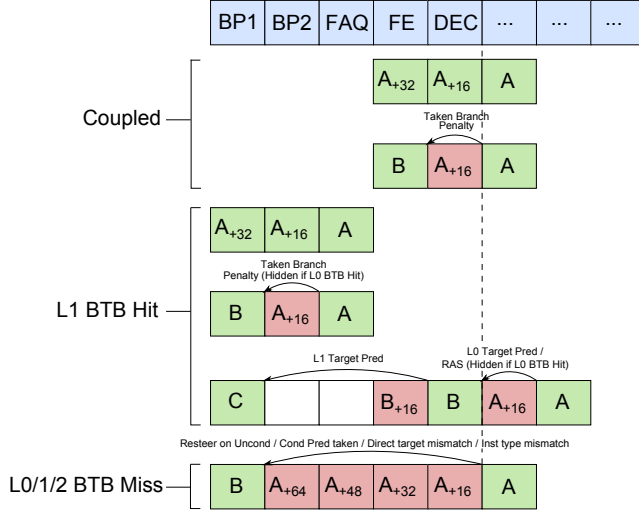 BP1 BP2 FAQ FE DEC ... ... ...
Coupled
A+32 A+16 A
Taken Branch
Penalty
B A+16 A
L1 BTB Hit
A+32 A+16 A
Taken Branch
Penalty (Hidden if L0 BTB Hit)
B A+16 A
L1 Target Pred
L0 Target Pred /
RAS (Hidden if L0 BTB Hit)
C B+16 B A+16 A
Resteer on Uncond / Cond Pred taken / Direct target mismatch / Inst type mismatch
L0/1/2 BTB Miss
B A+64 A+48 A+32 A+16 A